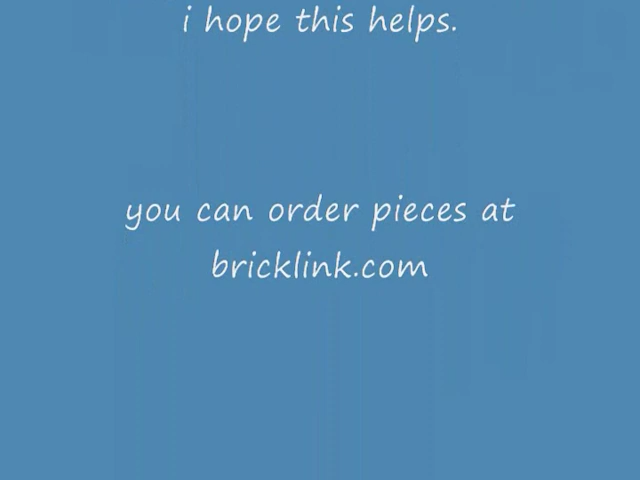 i hope this helps.
you can order pieces at
bricklink.com